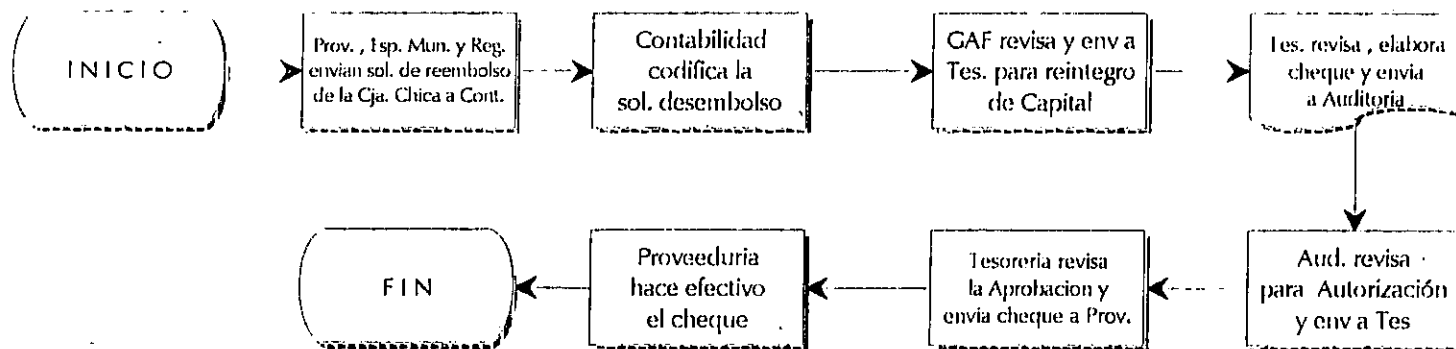 INICIO
Prov. , Esp. Mun. y Reg.
envian sol. de reembolso
de la Cja. Chica a Cont.
Contabilidad
codifica la
sol. desembolso
GAF revisa y env a
Tes. para reintegro
de Capital
Tes. revisa , elabora
cheque y envia
a Auditoria
Aud. revisa
para Autorización
y env a Tes
Tesoreria revisa
la Aprobacion y
envia cheque a Prov.
Proveeduria
hace efectivo
el cheque
FIN